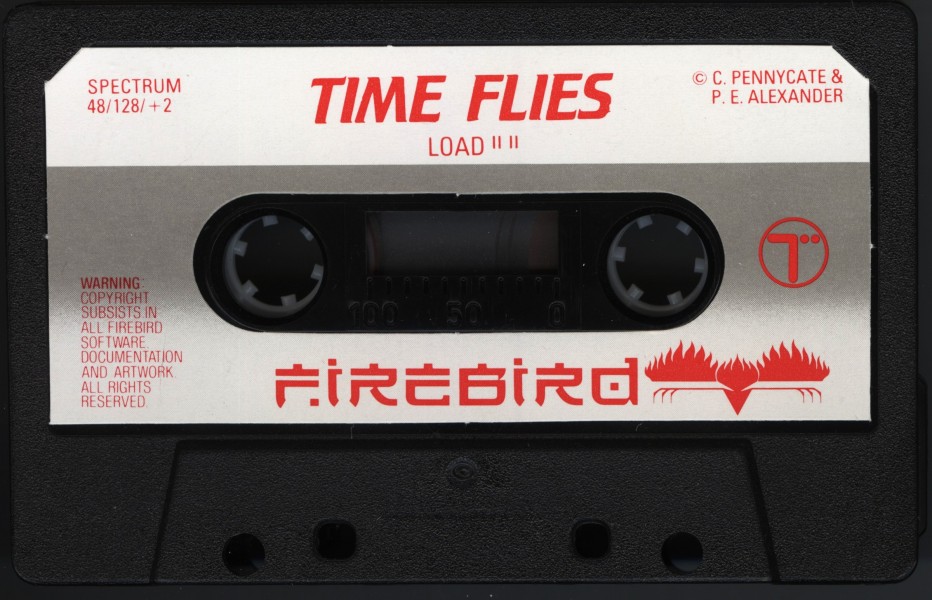 SPECTRUM
48/128/+2
TIME FLIES
LOAD " "
© C. PENNYCATE &
P. E. ALEXANDER
100 50 0
WARNING:
COPYRIGHT
SUBSISTS IN
ALL FIREBIRD
SOFTWARE,
DOCUMENTATION
AND ARTWORK.
ALL RIGHTS
RESERVED.
FIREBIRD